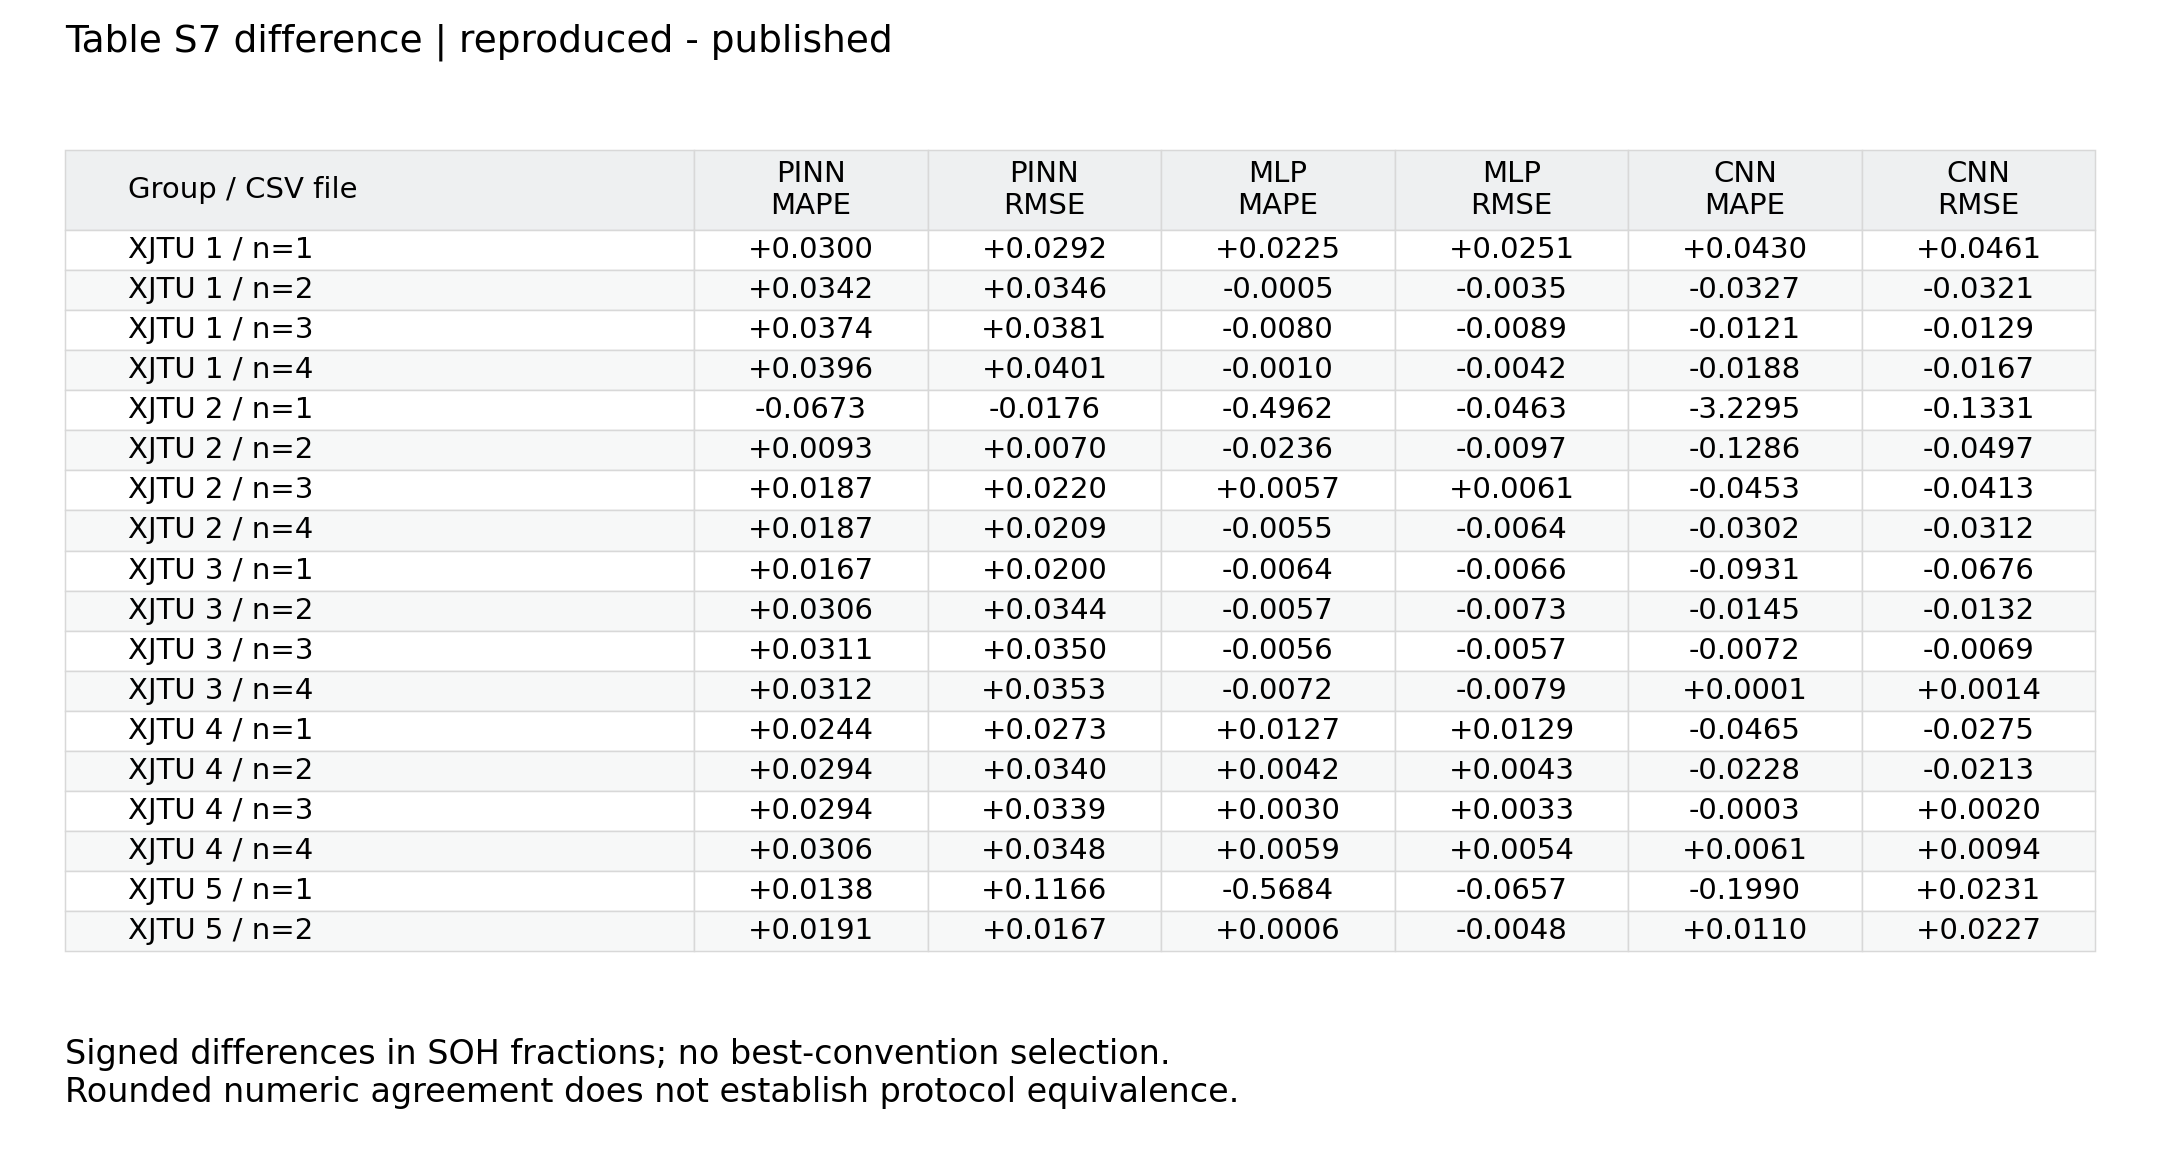 Table S7 difference | reproduced - published
Group / CSV file PINN MAPE PINN RMSE MLP MAPE MLP RMSE CNN MAPE CNN RMSE
XJTU 1 / n=1 +0.0300 +0.0292 +0.0225 +0.0251 +0.0430 +0.0461
XJTU 1 / n=2 +0.0342 +0.0346 -0.0005 -0.0035 -0.0327 -0.0321
XJTU 1 / n=3 +0.0374 +0.0381 -0.0080 -0.0089 -0.0121 -0.0129
XJTU 1 / n=4 +0.0396 +0.0401 -0.0010 -0.0042 -0.0188 -0.0167
XJTU 2 / n=1 -0.0673 -0.0176 -0.4962 -0.0463 -3.2295 -0.1331
XJTU 2 / n=2 +0.0093 +0.0070 -0.0236 -0.0097 -0.1286 -0.0497
XJTU 2 / n=3 +0.0187 +0.0220 +0.0057 +0.0061 -0.0453 -0.0413
XJTU 2 / n=4 +0.0187 +0.0209 -0.0055 -0.0064 -0.0302 -0.0312
XJTU 3 / n=1 +0.0167 +0.0200 -0.0064 -0.0066 -0.0931 -0.0676
XJTU 3 / n=2 +0.0306 +0.0344 -0.0057 -0.0073 -0.0145 -0.0132
XJTU 3 / n=3 +0.0311 +0.0350 -0.0056 -0.0057 -0.0072 -0.0069
XJTU 3 / n=4 +0.0312 +0.0353 -0.0072 -0.0079 +0.0001 +0.0014
XJTU 4 / n=1 +0.0244 +0.0273 +0.0127 +0.0129 -0.0465 -0.0275
XJTU 4 / n=2 +0.0294 +0.0340 +0.0042 +0.0043 -0.0228 -0.0213
XJTU 4 / n=3 +0.0294 +0.0339 +0.0030 +0.0033 -0.0003 +0.0020
XJTU 4 / n=4 +0.0306 +0.0348 +0.0059 +0.0054 +0.0061 +0.0094
XJTU 5 / n=1 +0.0138 +0.1166 -0.5684 -0.0657 -0.1990 +0.0231
XJTU 5 / n=2 +0.0191 +0.0167 +0.0006 -0.0048 +0.0110 +0.0227
Signed differences in SOH fractions; no best-convention selection.
Rounded numeric agreement does not establish protocol equivalence.